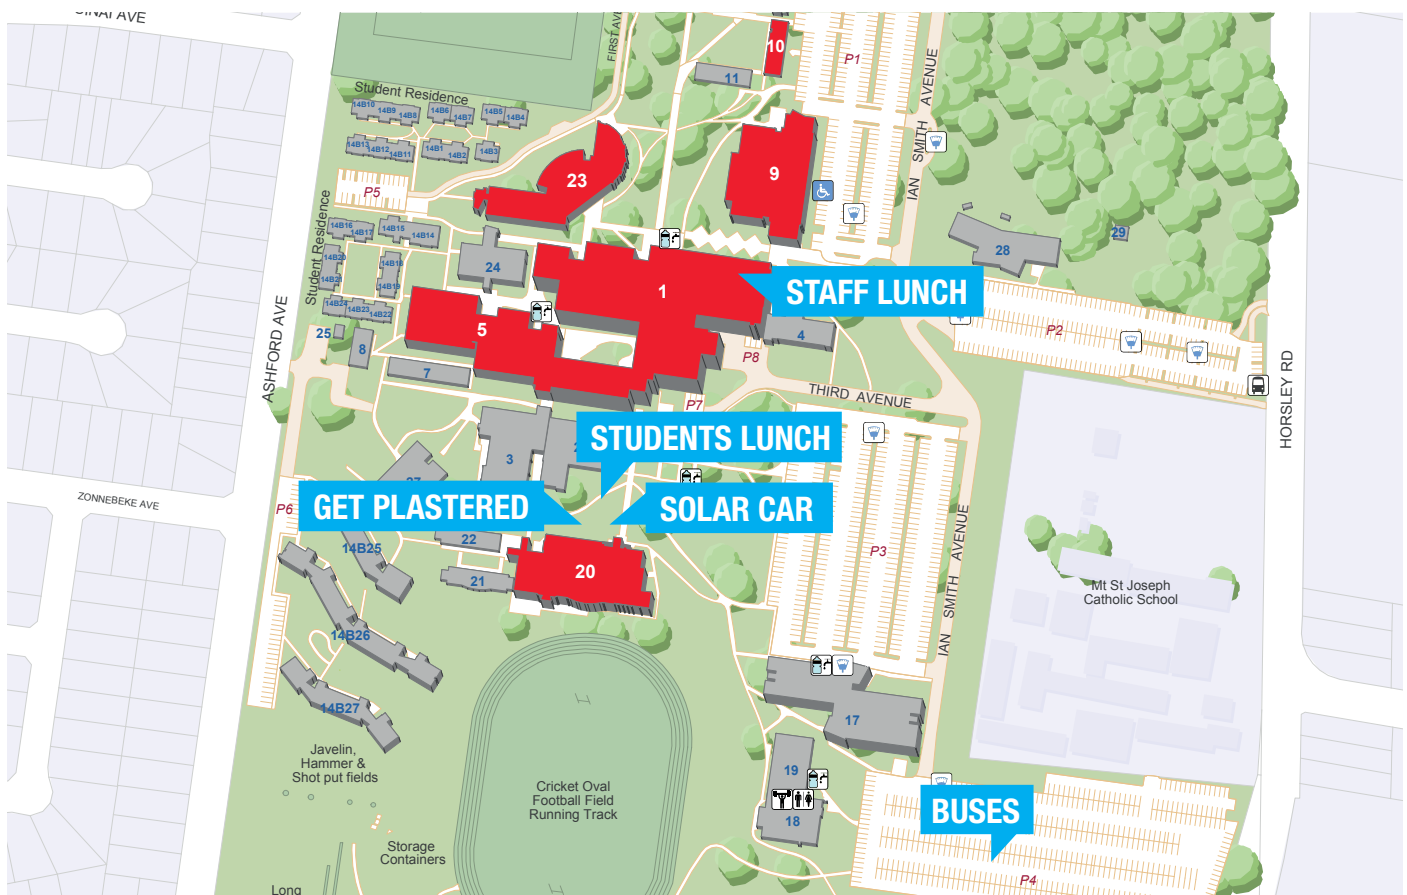 SINAI AVE
FIRST AVE
10
P1
11
IAN SMITH AVENUE
Student Residence
14B10
14B9
14B8
14B6
14B7
14B5
14B4
14B13
14B12
14B11
14B1
14B2
14B3
23
9
P5
Student Residence
14B16
14B17
14B15
14B14
14B20
14B21
14B18
14B19
14B24
14B23
14B22
24
28
29
1
STAFF LUNCH
ASHFORD AVE
25
8
5
4
P8
P2
7
THIRD AVENUE
HORSLEY RD
P7
STUDENTS LUNCH
3
ZONNEBEKE AVE
P6
GET PLASTERED
SOLAR CAR
22
14B25
P3
IAN SMITH AVENUE
20
21
Mt St Joseph
Catholic School
14B26
14B27
17
Javelin,
Hammer &
Shot put fields
19
Cricket Oval
Football Field
Running Track
18
BUSES
Storage
Containers
P4
Long